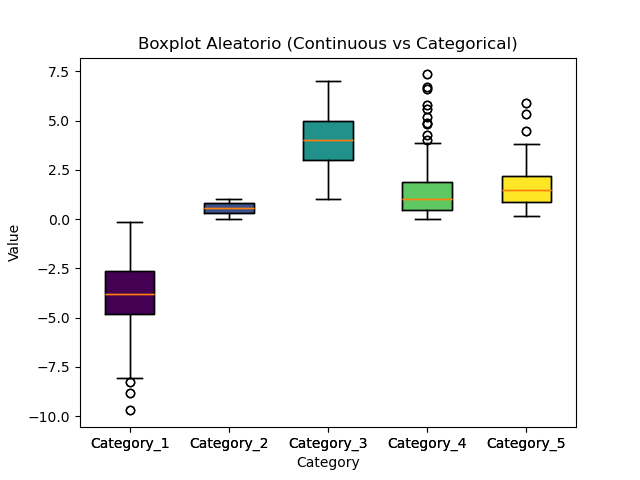 Boxplot Aleatorio (Continuous vs Categorical)
7.5
5.0
2.5
0.0
−2.5
−5.0
−7.5
−10.0
Value
Category_1 Category_2 Category_3 Category_4 Category_5
Category